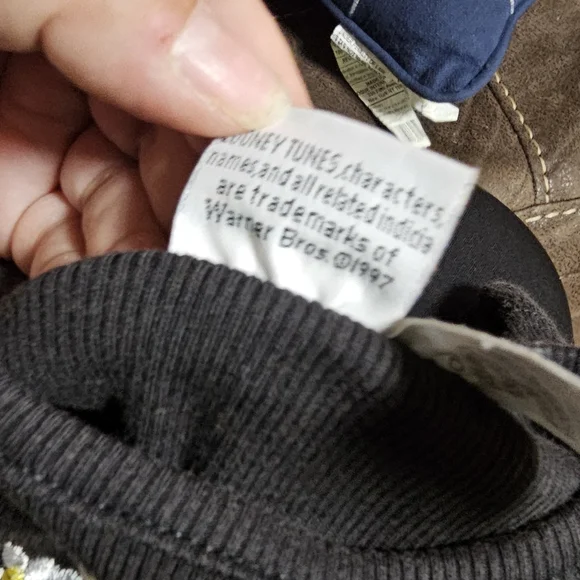 LOONEY TUNES, characters,
names, and all related indicia
are trademarks of
Warner Bros. ©1997